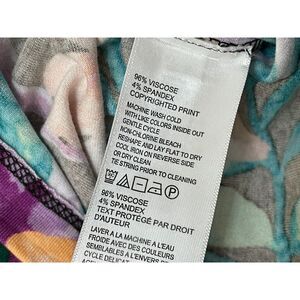 96% VISCOSE
4% SPANDEX
COPYRIGHTED PRINT
MACHINE WASH COLD
WITH LIKE COLORS INSIDE OUT
GENTLE CYCLE
NON-CHLORINE BLEACH
RESHAPE AND LAY FLAT TO DRY
COOL IRON ON REVERSE SIDE
OR DRY CLEAN
TIE STRING PRIOR TO CLEANING
P
96% VISCOSE
4% SPANDEX
TEXT PROTÉGÉ PAR DROIT
D'AUTEUR
LAVER A LA MACHINE A L'EAU
FROIDE AVEC DES COULEURS
SEMBLABLES À L'ENVERS
CYCLE DELICAT